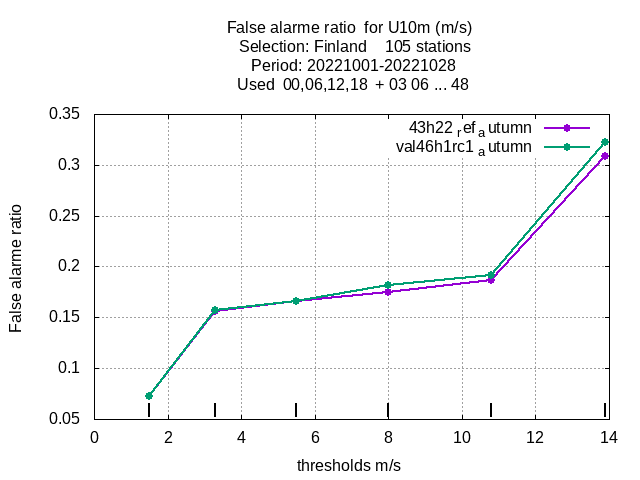 False alarme ratio for U10m (m/s)
Selection: Finland 105 stations
Period: 20221001-20221028
Used 00,06,12,18 + 03 06 ... 48
43h22 ref autumn
val46h1rc1 autumn
0.35
0.3
0.25
0.2
0.15
0.1
0.05
False alarme ratio
0 2 4 6 8 10 12 14
thresholds m/s